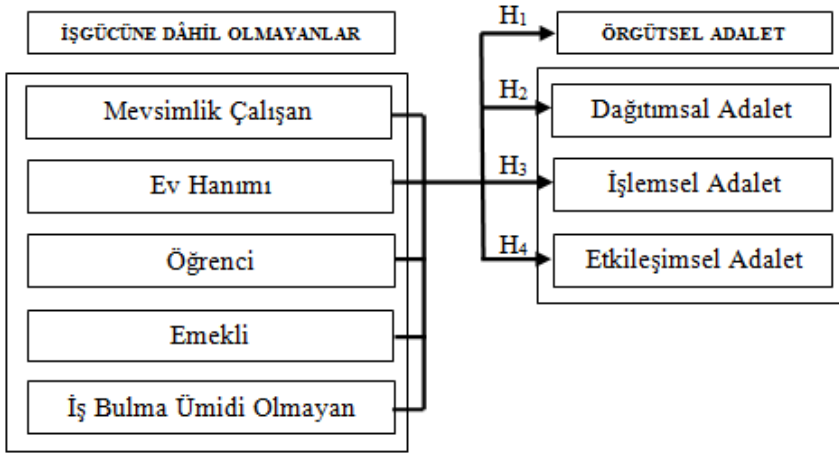 İŞGÜCÜNE DÂHİL OLMAYANLAR
Mevsimlik Çalışan
Ev Hanımı
Öğrenci
Emekli
İş Bulma Ümidi Olmayan
H₁
H₂
H₃
H₄
ÖRGÜTSEL ADALET
Dağıtımsal Adalet
İşlemsel Adalet
Etkileşimsel Adalet